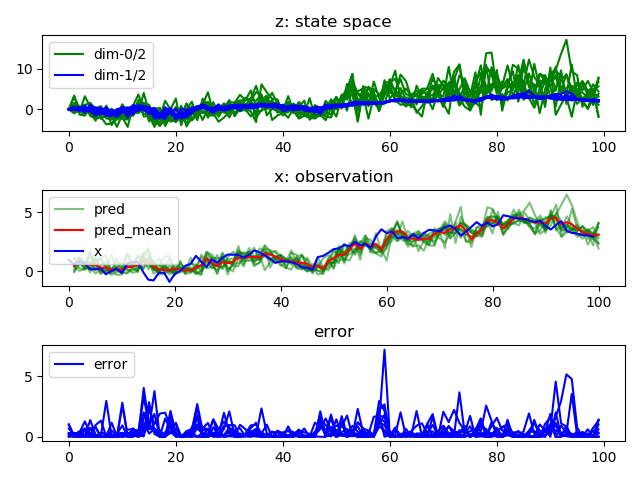 z: state space
dim-0/2
dim-1/2
10
0
0 20 40 60 80 100
x: observation
pred
pred_mean
x
5
0
0 20 40 60 80 100
error
error
5
0
0 20 40 60 80 100